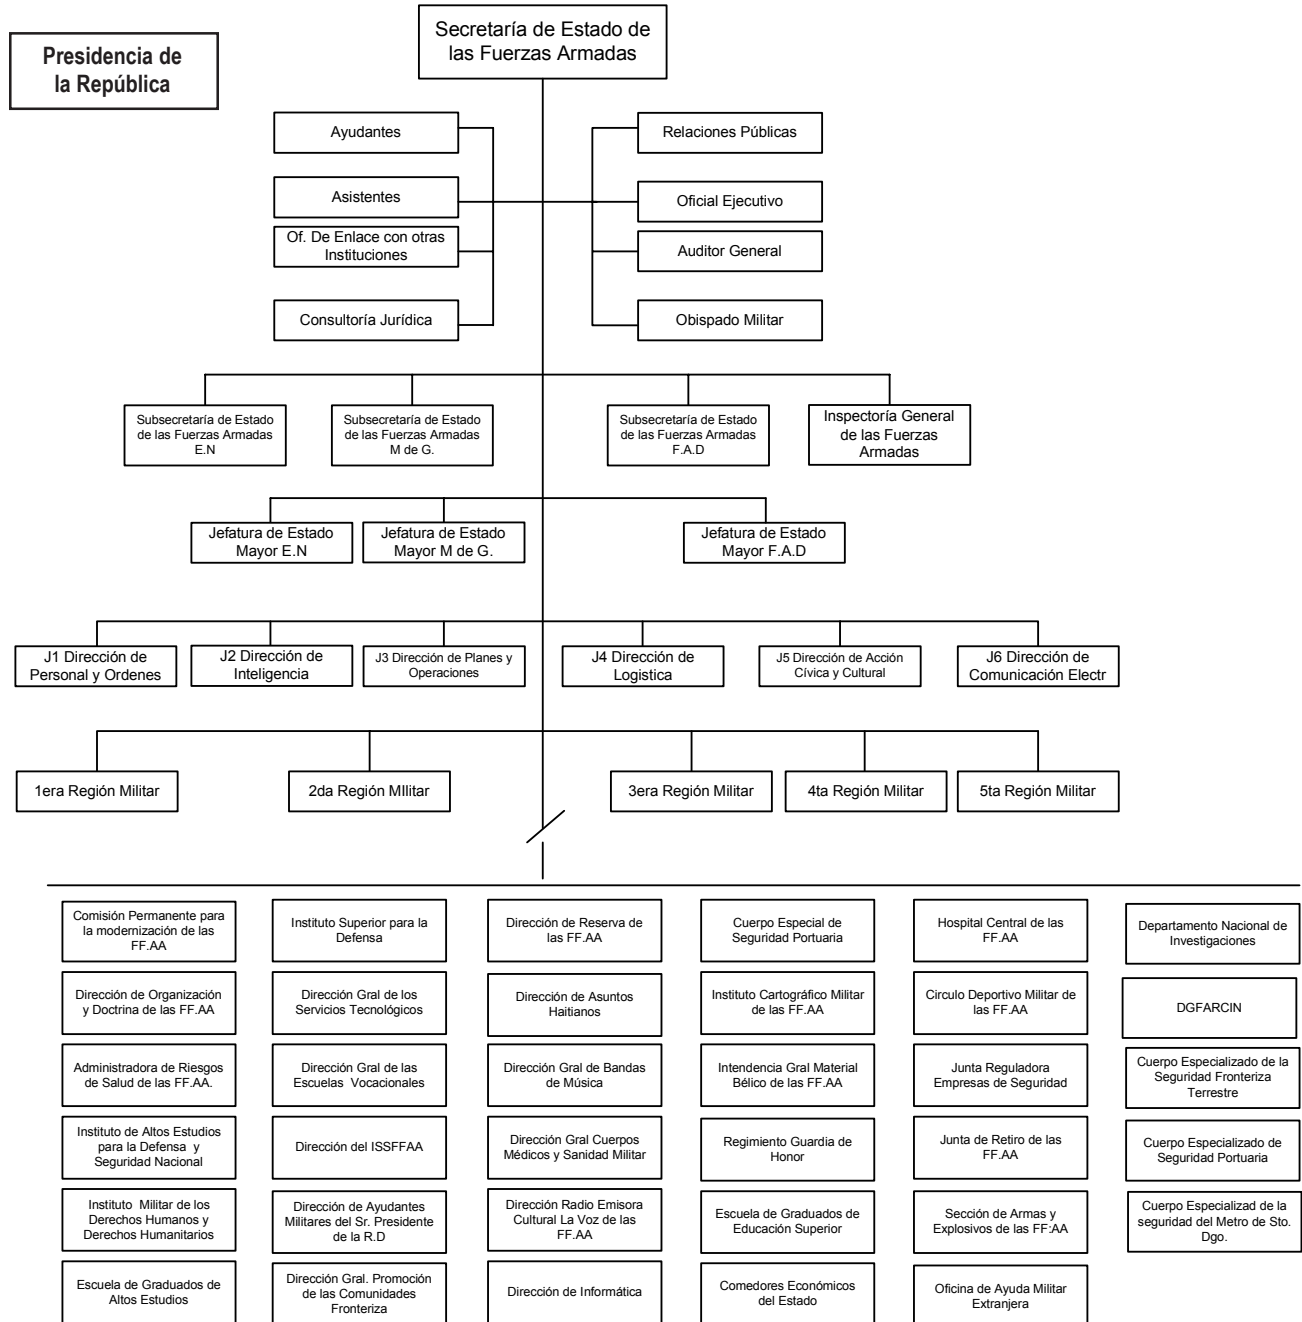 Secretaría de Estado de
las Fuerzas Armadas
Presidencia de
la República
Ayudantes
Relaciones Públicas
Asistentes
Oficial Ejecutivo
Of. De Enlace con otras
Instituciones
Auditor General
Consultoría Jurídica
Obispado Militar
Subsecretaría de Estado
de las Fuerzas Armadas
E.N
Subsecretaría de Estado
de las Fuerzas Armadas
M de G.
Subsecretaría de Estado
de las Fuerzas Armadas
F.A.D
Inspectoría General
de las Fuerzas
Armadas
Jefatura de Estado
Mayor E.N
Jefatura de Estado
Mayor M de G.
Jefatura de Estado
Mayor F.A.D
J1 Dirección de
Personal y Ordenes
J2 Dirección de
Inteligencia
J3 Dirección de Planes y
Operaciones
J4 Dirección de
Logistica
J5 Dirección de Acción
Cívica y Cultural
J6 Dirección de
Comunicación Electr
1era Región Militar
2da Región MIlitar
3era Región Militar
4ta Región Militar
5ta Región Militar
Comisión Permanente para
la modernización de las
FF.AA
Instituto Superior para la
Defensa
Dirección de Reserva de
las FF.AA
Cuerpo Especial de
Seguridad Portuaria
Hospital Central de las
FF.AA
Departamento Nacional de
Investigaciones
Dirección de Organización
y Doctrina de las FF.AA
Dirección Gral de los
Servicios Tecnológicos
Dirección de Asuntos
Haitianos
Instituto Cartográfico Militar
de las FF.AA
Circulo Deportivo Militar de
las FF.AA
DGFARCIN
Administradora de Riesgos
de Salud de las FF.AA.
Dirección Gral de las
Escuelas Vocacionales
Dirección Gral de Bandas
de Música
Intendencia Gral Material
Bélico de las FF.AA
Junta Reguladora
Empresas de Seguridad
Cuerpo Especializado de la
Seguridad Fronteriza
Terrestre
Instituto de Altos Estudios
para la Defensa y
Seguridad Nacional
Dirección del ISSFFAA
Dirección Gral Cuerpos
Médicos y Sanidad Militar
Regimiento Guardia de
Honor
Junta de Retiro de las
FF.AA
Cuerpo Especializado de
Seguridad Portuaria
Instituto Militar de los
Derechos Humanos y
Derechos Humanitarios
Dirección de Ayudantes
Militares del Sr. Presidente
de la R.D
Dirección Radio Emisora
Cultural La Voz de las
FF.AA
Escuela de Graduados de
Educación Superior
Sección de Armas y
Explosivos de las FF:AA
Cuerpo Especializad de la
seguridad del Metro de Sto.
Dgo.
Escuela de Graduados de
Altos Estudios
Dirección Gral. Promoción
de las Comunidades
Fronteriza
Dirección de Informática
Comedores Económicos
del Estado
Oficina de Ayuda Militar
Extranjera